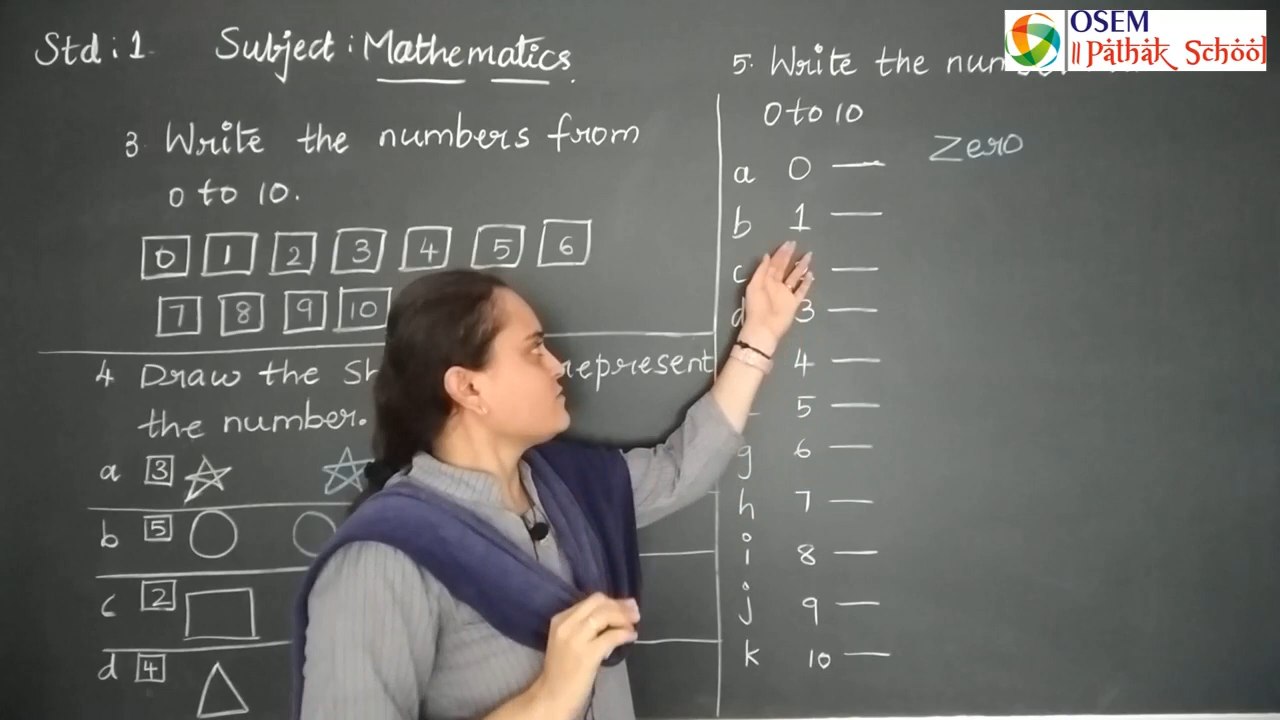 Std : 1 Subject : Mathematics
3 Write the numbers from
0 to 10.
0 1 2 3 4 5 6
7 8 9 10
4 Draw the represent
the number.
a 3
b 5
c 2
d 4
OSEM
Pathak School
5. Write the
0 to 10
a 0 — Zero
b 1 —
c —
d 3 —
4 —
5 —
g 6 —
h 7 —
i 8 —
j 9 —
k 10 —